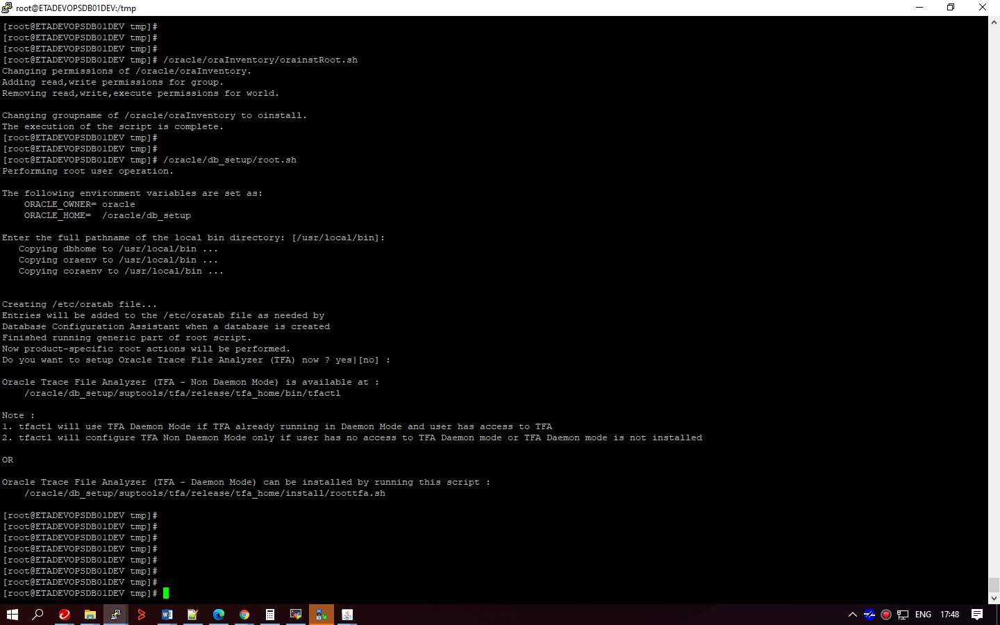 root@ETADEVOPSDB01DEV:/tmp
[root@ETADEVOPSDB01DEV tmp]#
[root@ETADEVOPSDB01DEV tmp]#
[root@ETADEVOPSDB01DEV tmp]#
[root@ETADEVOPSDB01DEV tmp]# /oracle/oraInventory/orainstRoot.sh
Changing permissions of /oracle/oraInventory.
Adding read,write permissions for group.
Removing read,write,execute permissions for world.
Changing groupname of /oracle/oraInventory to oinstall.
The execution of the script is complete.
[root@ETADEVOPSDB01DEV tmp]#
[root@ETADEVOPSDB01DEV tmp]#
[root@ETADEVOPSDB01DEV tmp]# /oracle/db_setup/root.sh
Performing root user operation.
The following environment variables are set as:
ORACLE_OWNER= oracle
ORACLE_HOME=  /oracle/db_setup
Enter the full pathname of the local bin directory: [/usr/local/bin]:
Copying dbhome to /usr/local/bin ...
Copying oraenv to /usr/local/bin ...
Copying coraenv to /usr/local/bin ...
Creating /etc/oratab file...
Entries will be added to the /etc/oratab file as needed by
Database Configuration Assistant when a database is created
Finished running generic part of root script.
Now product-specific root actions will be performed.
Do you want to setup Oracle Trace File Analyzer (TFA) now ? yes|[no] :
Oracle Trace File Analyzer (TFA - Non Daemon Mode) is available at :
/oracle/db_setup/suptools/tfa/release/tfa_home/bin/tfactl
Note :
1. tfactl will use TFA Daemon Mode if TFA already running in Daemon Mode and user has access to TFA
2. tfactl will configure TFA Non Daemon Mode only if user has no access to TFA Daemon mode or TFA Daemon mode is not installed
OR
Oracle Trace File Analyzer (TFA - Daemon Mode) can be installed by running this script :
/oracle/db_setup/suptools/tfa/release/tfa_home/install/roottfa.sh
[root@ETADEVOPSDB01DEV tmp]#
[root@ETADEVOPSDB01DEV tmp]#
[root@ETADEVOPSDB01DEV tmp]#
[root@ETADEVOPSDB01DEV tmp]#
[root@ETADEVOPSDB01DEV tmp]#
[root@ETADEVOPSDB01DEV tmp]#
[root@ETADEVOPSDB01DEV tmp]#
[root@ETADEVOPSDB01DEV tmp]#
ENG 17:48